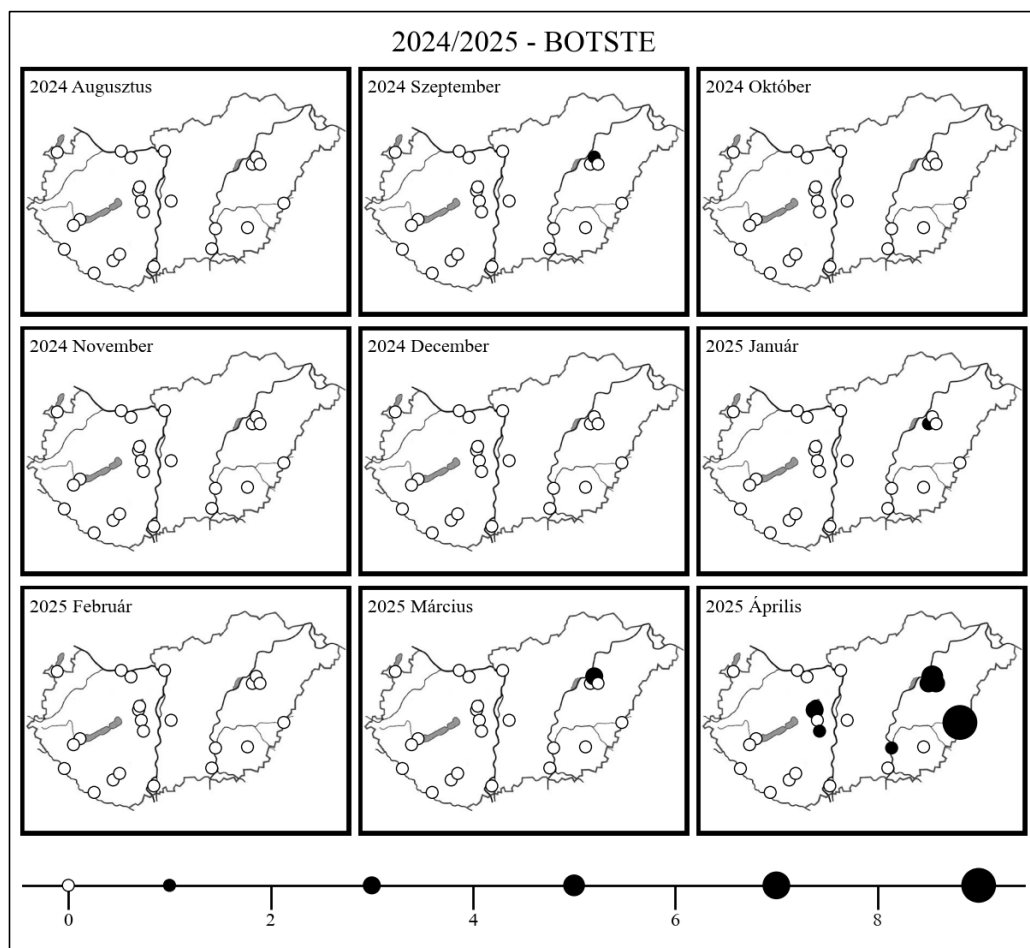 2024/2025 - BOTSTE
2024 Augusztus
2024 Szeptember
2024 Október
2024 November
2024 December
2025 Január
2025 Február
2025 Március
2025 Április
0 2 4 6 8